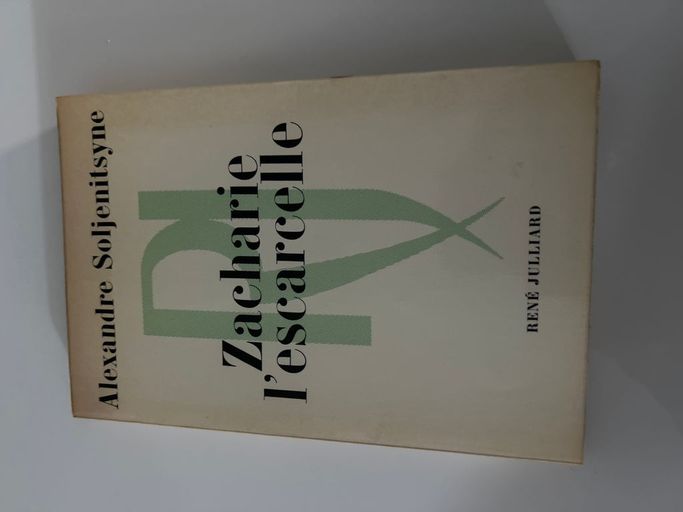 Alexandre Soljenitsyne
Zacharie
l'escarcelle
RENÉ JULLIARD